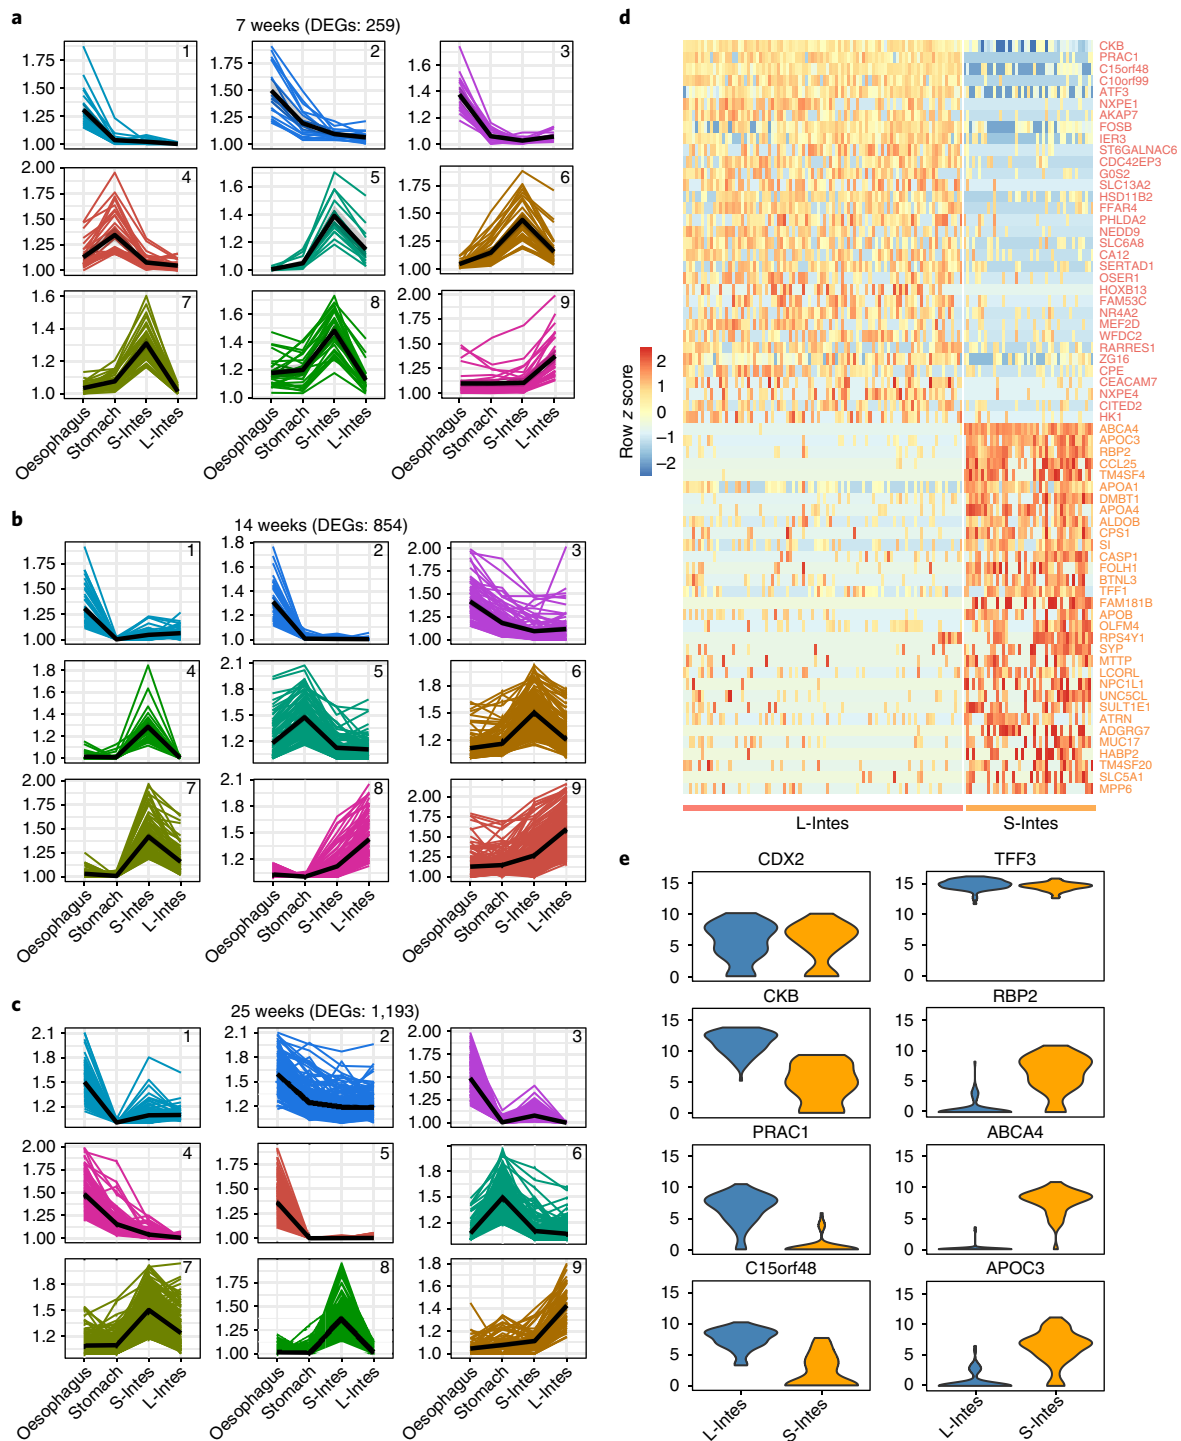 a
7 weeks (DEGs: 259)
1
1.75
1.50
1.25
1.00
2
1.75
1.50
1.25
1.00
3
1.6
1.4
1.2
1.0
4
2.00
1.75
1.50
1.25
1.00
5
1.6
1.4
1.2
1.0
6
1.75
1.50
1.25
1.00
7
1.6
1.4
1.2
1.0
8
1.6
1.4
1.2
1.0
9
2.00
1.75
1.50
1.25
1.00
Oesophagus
Stomach
S-Intes
L-Intes
Oesophagus
Stomach
S-Intes
L-Intes
Oesophagus
Stomach
S-Intes
L-Intes
b
14 weeks (DEGs: 854)
1
1.75
1.50
1.25
1.00
2
1.8
1.6
1.4
1.2
1.0
3
2.00
1.75
1.50
1.25
1.00
4
1.8
1.6
1.4
1.2
1.0
5
2.1
1.8
1.5
1.2
6
1.8
1.5
1.2
7
2.00
1.75
1.50
1.25
1.00
8
2.1
1.8
1.5
1.2
9
2.00
1.75
1.50
1.25
1.00
Oesophagus
Stomach
S-Intes
L-Intes
Oesophagus
Stomach
S-Intes
L-Intes
Oesophagus
Stomach
S-Intes
L-Intes
c
25 weeks (DEGs: 1,193)
1
2.1
1.8
1.5
1.2
2
2.1
1.8
1.5
1.2
3
2.00
1.75
1.50
1.25
1.00
4
2.00
1.75
1.50
1.25
1.00
5
1.75
1.50
1.25
1.00
6
1.8
1.5
1.2
7
1.8
1.5
1.2
8
1.75
1.50
1.25
1.00
9
1.8
1.6
1.4
1.2
1.0
Oesophagus
Stomach
S-Intes
L-Intes
Oesophagus
Stomach
S-Intes
L-Intes
Oesophagus
Stomach
S-Intes
L-Intes
d
Row z score
2
1
0
−1
−2
CKB
PRAC1
C15orf48
C10orf99
ATF3
NXPE1
AKAP7
FOSB
IER3
ST6GALNAC6
CDC42EP3
G0S2
SLC13A2
HSD11B2
FFAR4
PHLDA2
NEDD9
SLC6A8
CA12
SERTAD1
OSER1
HOXB13
FAM53C
NR4A2
MEF2D
WFDC2
RARRES1
ZG16
CPE
CEACAM7
NXPE4
CITED2
HK1
ABCA4
APOC3
RBP2
CCL25
TM4SF4
APOA1
DMBT1
APOA4
ALDOB
CPS1
SI
CASP1
FOLH1
BTNL3
TFF1
FAM181B
APOB
OLFM4
RPS4Y1
SYP
MTTP
LCORL
NPC1L1
UNC5CL
SULT1E1
ATRN
ADGRG7
MUC17
HABP2
TM4SF20
SLC5A1
MPP6
L-Intes
S-Intes
e
CDX2
15
10
5
0
TFF3
15
10
5
0
CKB
15
10
5
0
RBP2
15
10
5
0
PRAC1
15
10
5
0
ABCA4
15
10
5
0
C15orf48
15
10
5
0
APOC3
15
10
5
0
L-Intes
S-Intes
L-Intes
S-Intes